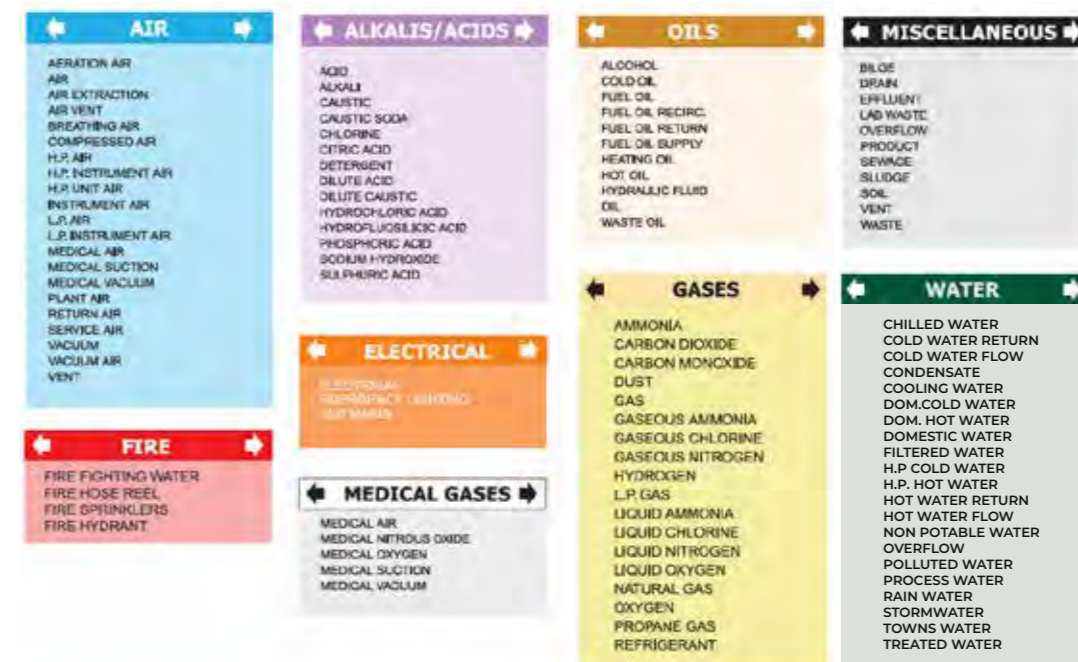 AIR
AERATION AIR
AIR
AIR EXTRACTION
AIR VENT
BREATHING AIR
COMPRESSED AIR
H.P. AIR
H.P. INSTRUMENT AIR
H.P. UNIT AIR
INSTRUMENT AIR
L.P. AIR
L.P. INSTRUMENT AIR
MEDICAL AIR
MEDICAL SUCTION
MEDICAL VACUUM
PLANT AIR
RETURN AIR
SERVICE AIR
VACUUM
VACUUM AIR
VENT
FIRE
FIRE FIGHTING WATER
FIRE HOSE REEL
FIRE SPRINKLERS
FIRE HYDRANT
ALKALIS/ACIDS
ACID
ALKALI
CAUSTIC
CAUSTIC SODA
CHLORINE
CITRIC ACID
DETERGENT
DILUTE ACID
DILUTE CAUSTIC
HYDROCHLORIC ACID
HYDROFLUOSILICIC ACID
PHOSPHORIC ACID
SODIUM HYDROXIDE
SULPHURIC ACID
ELECTRICAL
ELECTRICAL
EMERGENCY LIGHTING
MEDICAL GASES
MEDICAL AIR
MEDICAL NITROUS OXIDE
MEDICAL OXYGEN
MEDICAL SUCTION
MEDICAL VACUUM
OILS
ALCOHOL
COLD OIL
FUEL OIL
FUEL OIL RECIRC.
FUEL OIL RETURN
FUEL OIL SUPPLY
HEATING OIL
HOT OIL
HYDRAULIC FLUID
OIL
WASTE OIL
GASES
AMMONIA
CARBON DIOXIDE
CARBON MONOXIDE
DUST
GAS
GASEOUS AMMONIA
GASEOUS CHLORINE
GASEOUS NITROGEN
HYDROGEN
L.P. GAS
LIQUID AMMONIA
LIQUID CHLORINE
LIQUID NITROGEN
LIQUID OXYGEN
NATURAL GAS
OXYGEN
PROPANE GAS
REFRIGERANT
MISCELLANEOUS
BILGE
DRAIN
EFFLUENT
LAB WASTE
OVERFLOW
PRODUCT
SEWAGE
SLUDGE
SOIL
VENT
WASTE
WATER
CHILLED WATER
COLD WATER RETURN
COLD WATER FLOW
CONDENSATE
COOLING WATER
DOM.COLD WATER
DOM. HOT WATER
DOMESTIC WATER
FILTERED WATER
H.P COLD WATER
H.P. HOT WATER
HOT WATER RETURN
HOT WATER FLOW
NON POTABLE WATER
OVERFLOW
POLLUTED WATER
PROCESS WATER
RAIN WATER
STORMWATER
TOWNS WATER
TREATED WATER